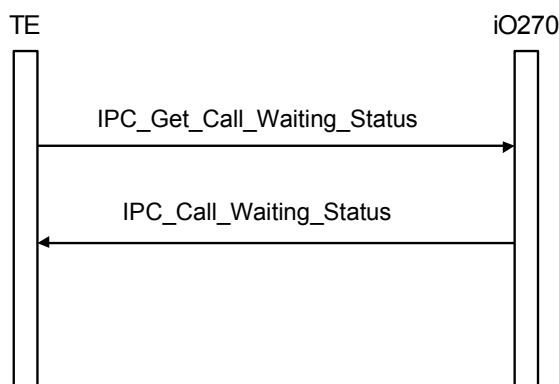 TE
iO270
IPC_Get_Call_Waiting_Status
IPC_Call_Waiting_Status